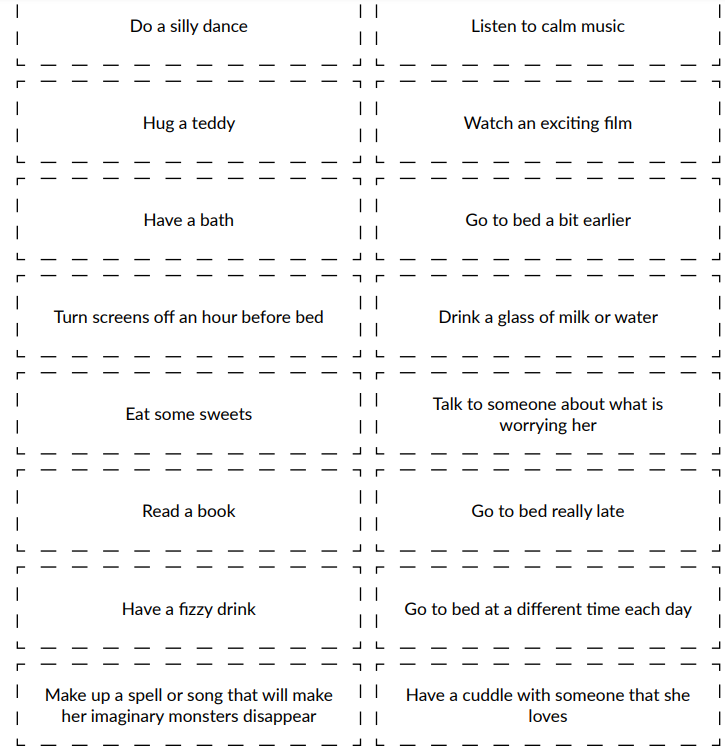 Do a silly dance
Listen to calm music
Hug a teddy
Watch an exciting film
Have a bath
Go to bed a bit earlier
Turn screens off an hour before bed
Drink a glass of milk or water
Eat some sweets
Talk to someone about what is
worrying her
Read a book
Go to bed really late
Have a fizzy drink
Go to bed at a different time each day
Make up a spell or song that will make
her imaginary monsters disappear
Have a cuddle with someone that she
loves